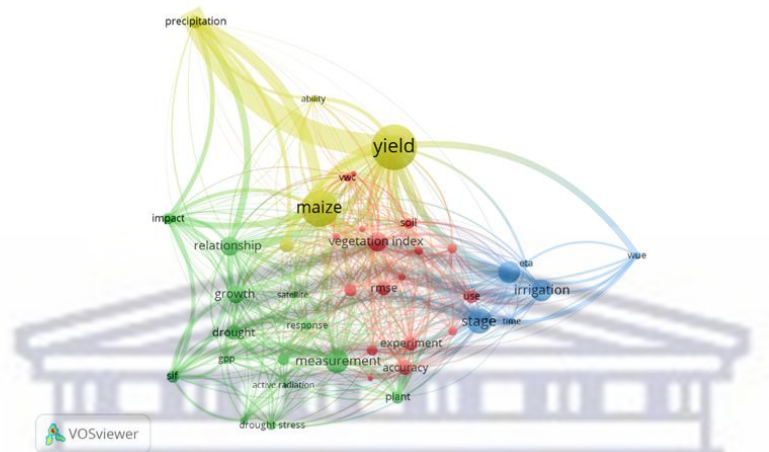 precipitation
ability
yield
vwc
maize
impact
soil
relationship
vegetation index
wue
eta
growth
satellite
rmse
use
irrigation
drought
response
stage
time
gpp
experiment
measurement
sif
accuracy
active radiation
plant
drought stress
VOSviewer